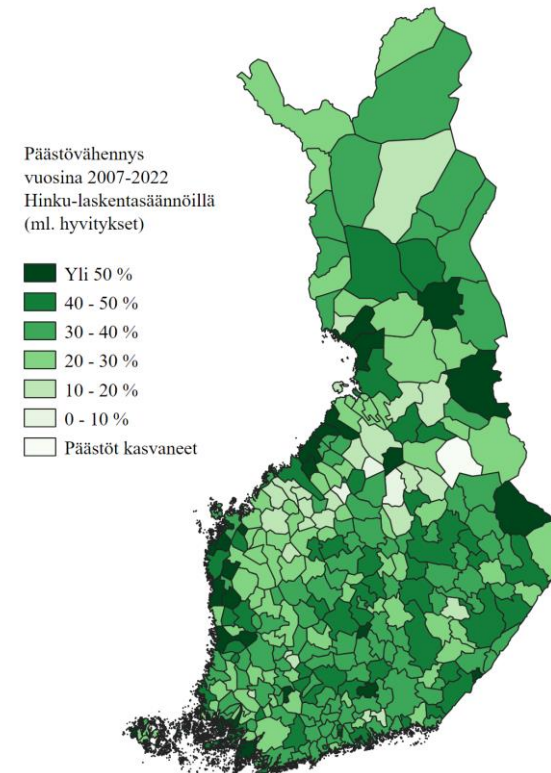 Päästövähennys
vuosina 2007-2022
Hinku-laskentasäännöillä
(ml. hyvitykset)
Yli 50 %
40 - 50 %
30 - 40 %
20 - 30 %
10 - 20 %
0 - 10 %
Päästöt kasvaneet